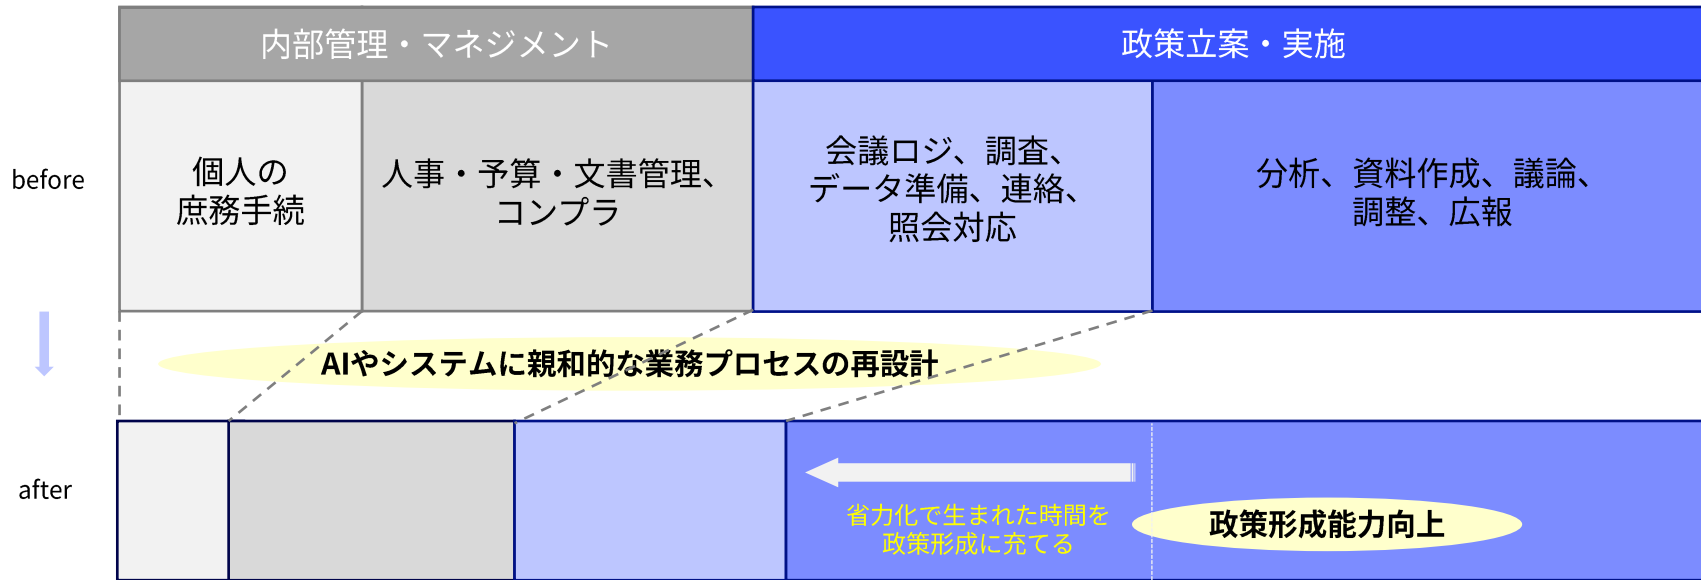 内部管理・マネジメント
政策立案・実施
before
個人の
庶務手続
人事・予算・文書管理、
コンプラ
会議ロジ、調査、
データ準備、連絡、
照会対応
分析、資料作成、議論、
調整、広報
AIやシステムに親和的な業務プロセスの再設計
after
省力化で生まれた時間を
政策形成に充てる
政策形成能力向上